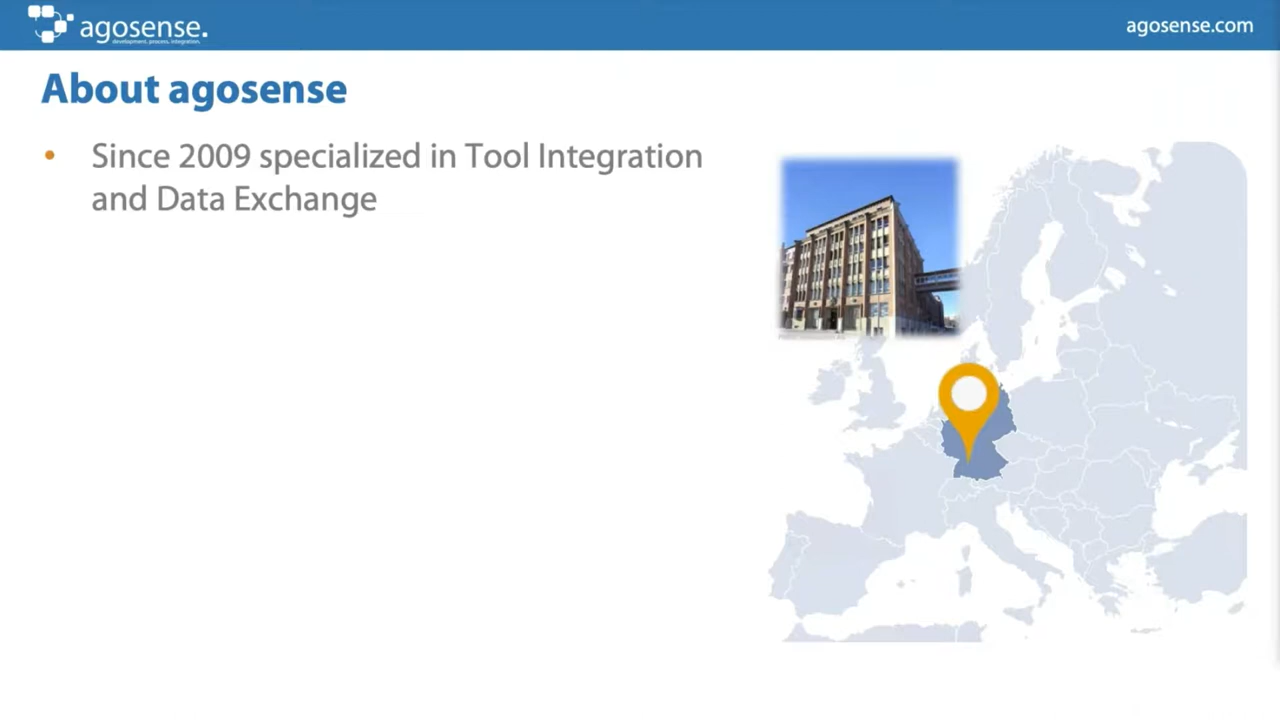 agosense.
development. process. integration.
agosense.com
About agosense
• Since 2009 specialized in Tool Integration
and Data Exchange